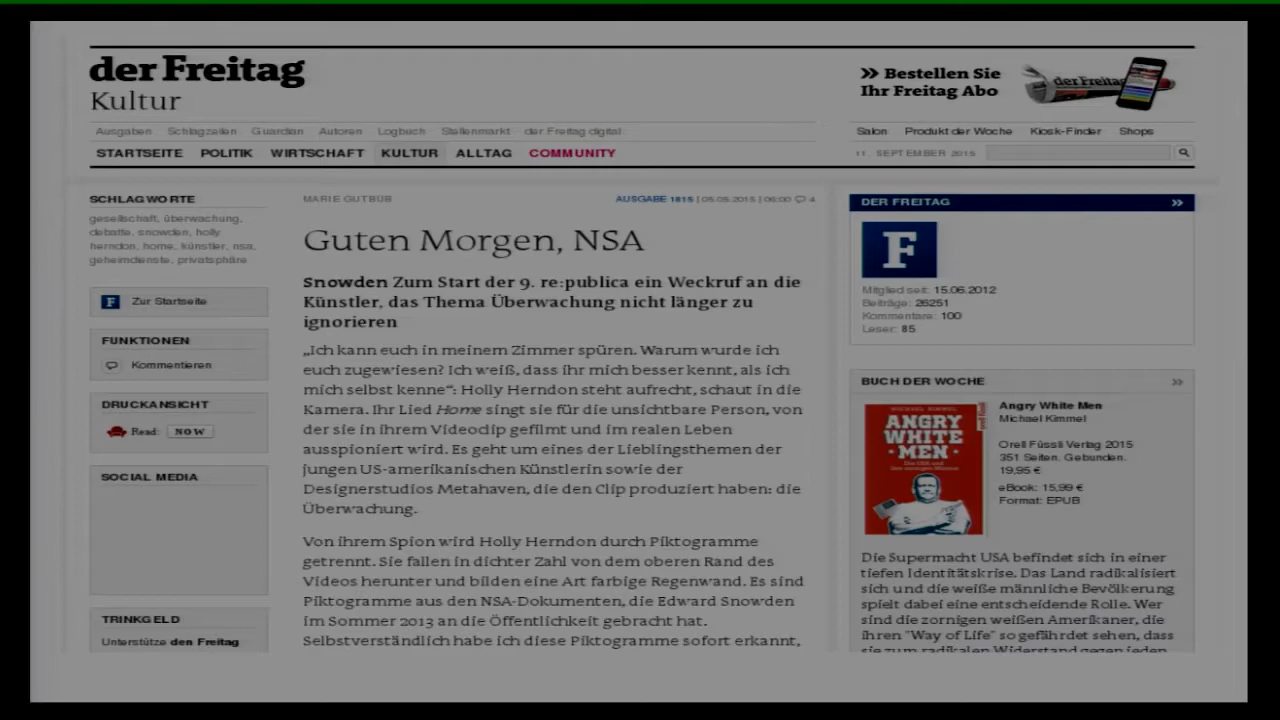 der Freitag
Kultur
Bestellen Sie
Ihr Freitag Abo
der Freitag
Ausgaben Schlagzeilen Guardian Autoren Logbuch Stellenmarkt der Freitag digital
Salon Produkt der Woche Kiosk-Finder Shops
STARTSEITE POLITIK WIRTSCHAFT KULTUR ALLTAG COMMUNITY
11. SEPTEMBER 2015
SCHLAGWORTE
gesellschaft, überwachung,
debatte, snowden, holly
herndon, home, künstler, nsa,
geheimdienste, privatsphäre
Zur Startseite
FUNKTIONEN
Kommentieren
DRUCKANSICHT
Read: NOW
SOCIAL MEDIA
TRINKGELD
Unterstütze den Freitag
MARIE GUTBUB
AUSGABE 1815 | 05.05.2015 | 06:00 4
Guten Morgen, NSA
Snowden Zum Start der 9. re:publica ein Weckruf an die
Künstler, das Thema Überwachung nicht länger zu
ignorieren
„Ich kann euch in meinem Zimmer spüren. Warum wurde ich
euch zugewiesen? Ich weiß, dass ihr mich besser kennt, als ich
mich selbst kenne“: Holly Herndon steht aufrecht, schaut in die
Kamera. Ihr Lied Home singt sie für die unsichtbare Person, von
der sie in ihrem Videoclip gefilmt und im realen Leben
ausspioniert wird. Es geht um eines der Lieblingsthemen der
jungen US-amerikanischen Künstlerin sowie der
Designerstudios Metahaven, die den Clip produziert haben: die
Überwachung.
Von ihrem Spion wird Holly Herndon durch Piktogramme
getrennt. Sie fallen in dichter Zahl von dem oberen Rand des
Videos herunter und bilden eine Art farbige Regenwand. Es sind
Piktogramme aus den NSA-Dokumenten, die Edward Snowden
im Sommer 2013 an die Öffentlichkeit gebracht hat.
Selbstverständlich habe ich diese Piktogramme sofort erkannt,
DER FREITAG
F
Mitglied seit: 15.06.2012
Beiträge: 26251
Kommentare: 100
Leser: 85
BUCH DER WOCHE
MICHAEL KIMMEL
ANGRY
WHITE
MEN
Angry White Men
Michael Kimmel
Orell Füssli Verlag 2015
351 Seiten. Gebunden.
19,95 €
eBook: 15,99 €
Format: EPUB
Die Supermacht USA befindet sich in einer
tiefen Identitätskrise. Das Land radikalisiert
sich und die weiße männliche Bevölkerung
spielt dabei eine entscheidende Rolle. Wer
sind die zornigen weißen Amerikaner, die
ihren "Way of Life" so gefährdet sehen, dass
sie zum radikalen Widerstand gegen jeden